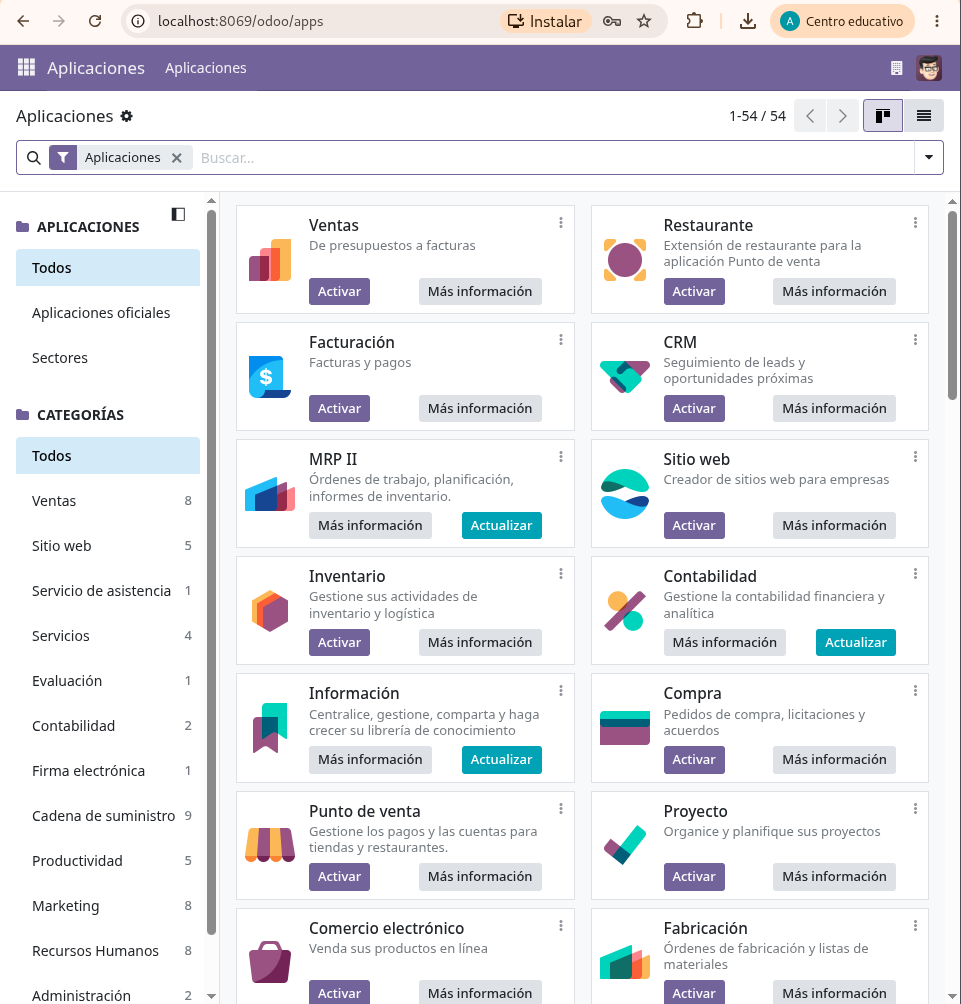 localhost:8069/odoo/apps
Instalar
A
Centro educativo
Aplicaciones
Aplicaciones
Aplicaciones
1-54 / 54
Aplicaciones
Buscar...
APLICACIONES
Todos
Aplicaciones oficiales
Sectores
CATEGORÍAS
Todos
Ventas 8
Sitio web 5
Servicio de asistencia 1
Servicios 4
Evaluación 1
Contabilidad 2
Firma electrónica 1
Cadena de suministro 9
Productividad 5
Marketing 8
Recursos Humanos 8
Administración 2
Ventas
De presupuestos a facturas
Activar
Más información
Restaurante
Extensión de restaurante para la
aplicación Punto de venta
Activar
Más información
Facturación
Facturas y pagos
$
Activar
Más información
CRM
Seguimiento de leads y
oportunidades próximas
Activar
Más información
MRP II
Órdenes de trabajo, planificación,
informes de inventario.
Más información
Actualizar
Sitio web
Creador de sitios web para empresas
Activar
Más información
Inventario
Gestione sus actividades de
inventario y logística
Activar
Más información
Contabilidad
Gestione la contabilidad financiera y
analítica
Más información
Actualizar
Información
Centralice, gestione, comparta y haga
crecer su librería de conocimiento
Más información
Actualizar
Compra
Pedidos de compra, licitaciones y
acuerdos
Activar
Más información
Punto de venta
Gestione los pagos y las cuentas para
tiendas y restaurantes.
Activar
Más información
Proyecto
Organice y planifique sus proyectos
Activar
Más información
Comercio electrónico
Venda sus productos en línea
Activar
Más información
Fabricación
Órdenes de fabricación y listas de
materiales
Activar
Más información